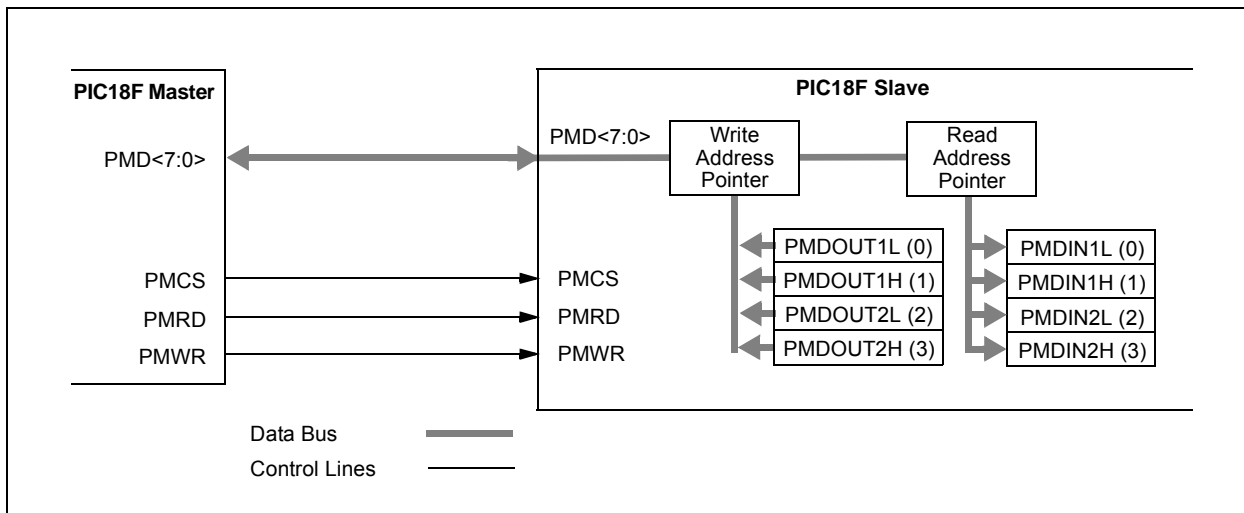 PIC18F Master
PIC18F Slave
PMD<7:0>
PMD<7:0>
Write
Address
Pointer
Read
Address
Pointer
PMDOUT1L (0)
PMDIN1L (0)
PMCS
PMCS
PMDOUT1H (1)
PMDIN1H (1)
PMRD
PMRD
PMDOUT2L (2)
PMDIN2L (2)
PMWR
PMWR
PMDOUT2H (3)
PMDIN2H (3)
Data Bus
Control Lines